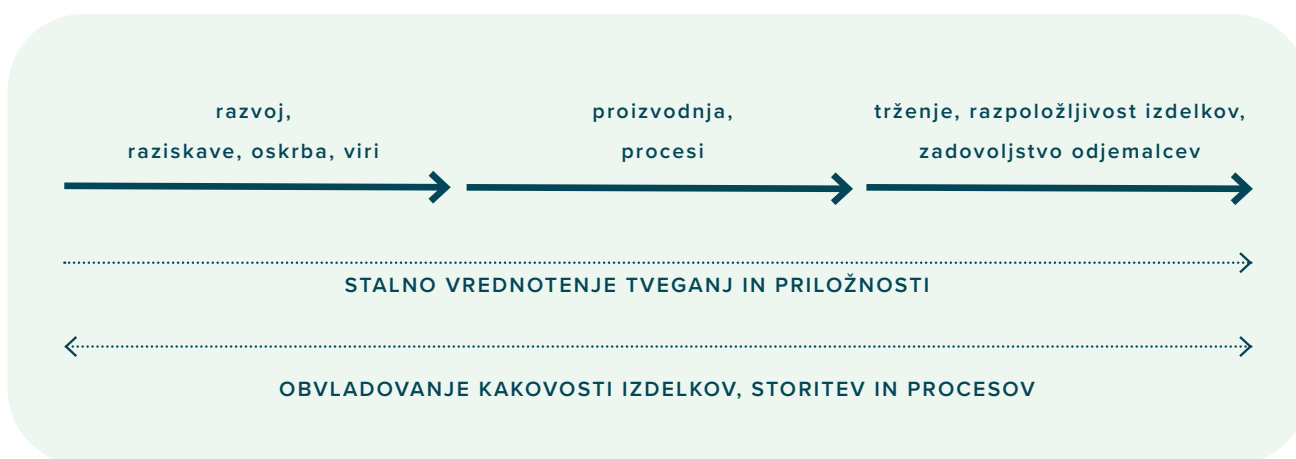 razvoj,
raziskave, oskrba, viri
proizvodnja,
procesi
trženje, razpoložljivost izdelkov,
zadovoljstvo odjemalcev
STALNO VREDNOTENJE TVEGANJ IN PRILOŽNOSTI
OBVLADOVANJE KAKOVOSTI IZDELKOV, STORITEV IN PROCESOV